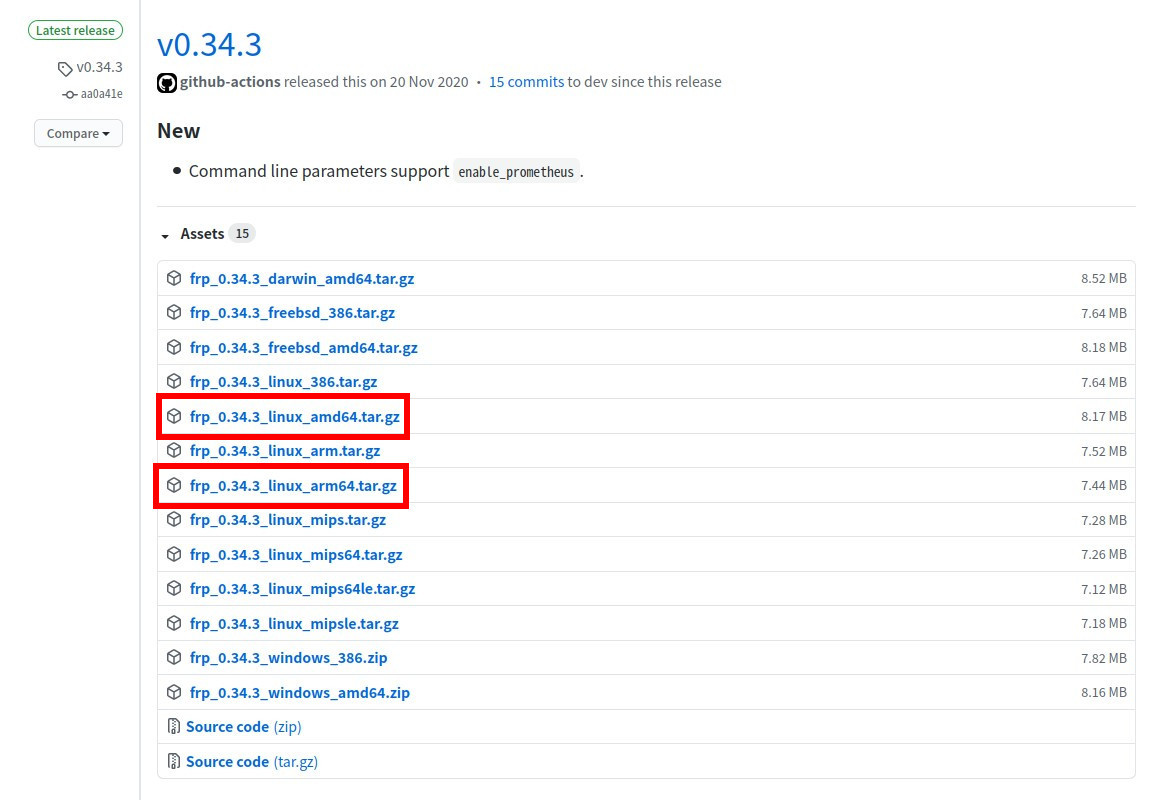 Latest release
v0.34.3
aa0a41e
Compare
v0.34.3
github-actions released this on 20 Nov 2020 · 15 commits to dev since this release
New
• Command line parameters support enable_prometheus .
Assets 15
frp_0.34.3_darwin_amd64.tar.gz 8.52 MB
frp_0.34.3_freebsd_386.tar.gz 7.64 MB
frp_0.34.3_freebsd_amd64.tar.gz 8.18 MB
frp_0.34.3_linux_386.tar.gz 7.64 MB
frp_0.34.3_linux_amd64.tar.gz 8.17 MB
frp_0.34.3_linux_arm.tar.gz 7.52 MB
frp_0.34.3_linux_arm64.tar.gz 7.44 MB
frp_0.34.3_linux_mips.tar.gz 7.28 MB
frp_0.34.3_linux_mips64.tar.gz 7.26 MB
frp_0.34.3_linux_mips64le.tar.gz 7.12 MB
frp_0.34.3_linux_mipsle.tar.gz 7.18 MB
frp_0.34.3_windows_386.zip 7.82 MB
frp_0.34.3_windows_amd64.zip 8.16 MB
Source code (zip)
Source code (tar.gz)